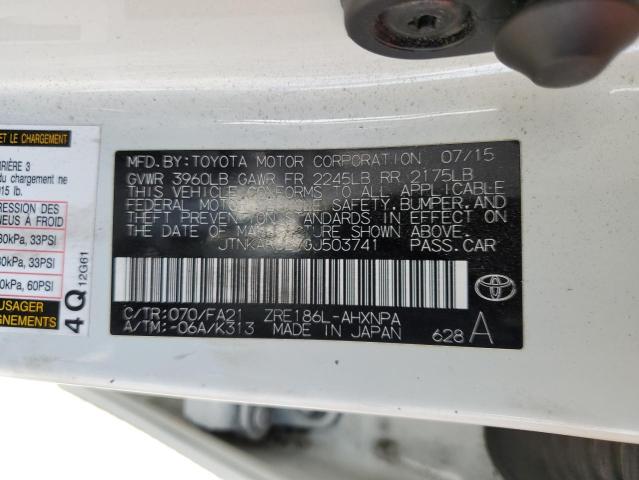 ET LE CHARGEMENT
RIÈRE 3
du chargement ne
015 lb.
RESSION DES
NEUS À FROID
30kPa, 33PSI
30kPa, 33PSI
0kPa, 60PSI
USAGER
GNEMENTS
4Q 12G61
MFD.BY:TOYOTA MOTOR CORPORATION 07/15
GVWR 3960LB GAWR FR 2245LB RR 2175LB
THIS VEHICLE CONFORMS TO ALL APPLICABLE
FEDERAL MOTOR VEHICLE SAFETY,BUMPER,AND
THEFT PREVENTION STANDARDS IN EFFECT ON
THE DATE OF MANUFACTURE SHOWN ABOVE.
PASS.CAR
C/TR:070/FA21 ZRE186L-AHXNPA
A/TM:-06A/K313 MADE IN JAPAN 628 A